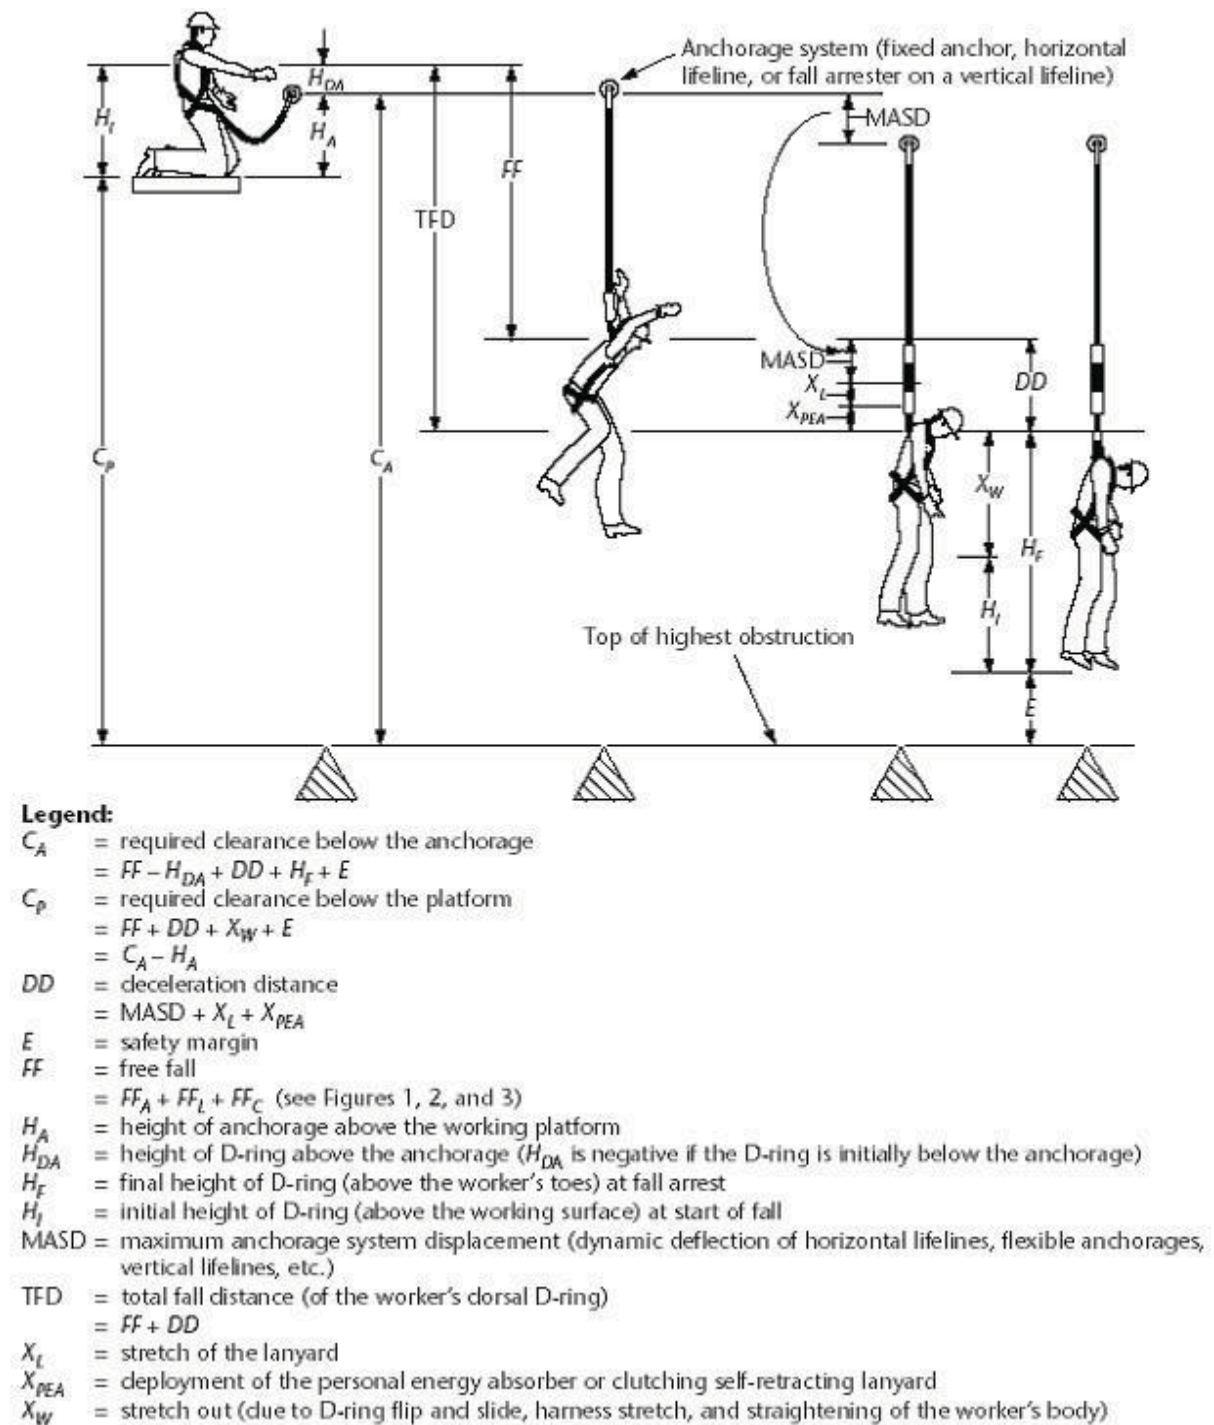 Anchorage system (fixed anchor, horizontal
lifeline, or fall arrester on a vertical lifeline)
H_DA
H_I
H_A
MASD
FF
TFD
MASD
X_L
DD
X_PEA
C_P
C_A
X_W
H_F
H_I
Top of highest obstruction
E
Legend:
C_A = required clearance below the anchorage
= FF – H_DA + DD + H_F + E
C_P = required clearance below the platform
= FF + DD + X_W + E
= C_A – H_A
DD = deceleration distance
= MASD + X_L + X_PEA
E = safety margin
FF = free fall
= FF_A + FF_L + FF_C (see Figures 1, 2, and 3)
H_A = height of anchorage above the working platform
H_DA = height of D-ring above the anchorage (H_DA is negative if the D-ring is initially below the anchorage)
H_F = final height of D-ring (above the worker's toes) at fall arrest
H_I = initial height of D-ring (above the working surface) at start of fall
MASD = maximum anchorage system displacement (dynamic deflection of horizontal lifelines, flexible anchorages,
vertical lifelines, etc.)
TFD = total fall distance (of the worker's dorsal D-ring)
= FF + DD
X_L = stretch of the lanyard
X_PEA = deployment of the personal energy absorber or clutching self-retracting lanyard
X_W = stretch out (due to D-ring flip and slide, harness stretch, and straightening of the worker's body)